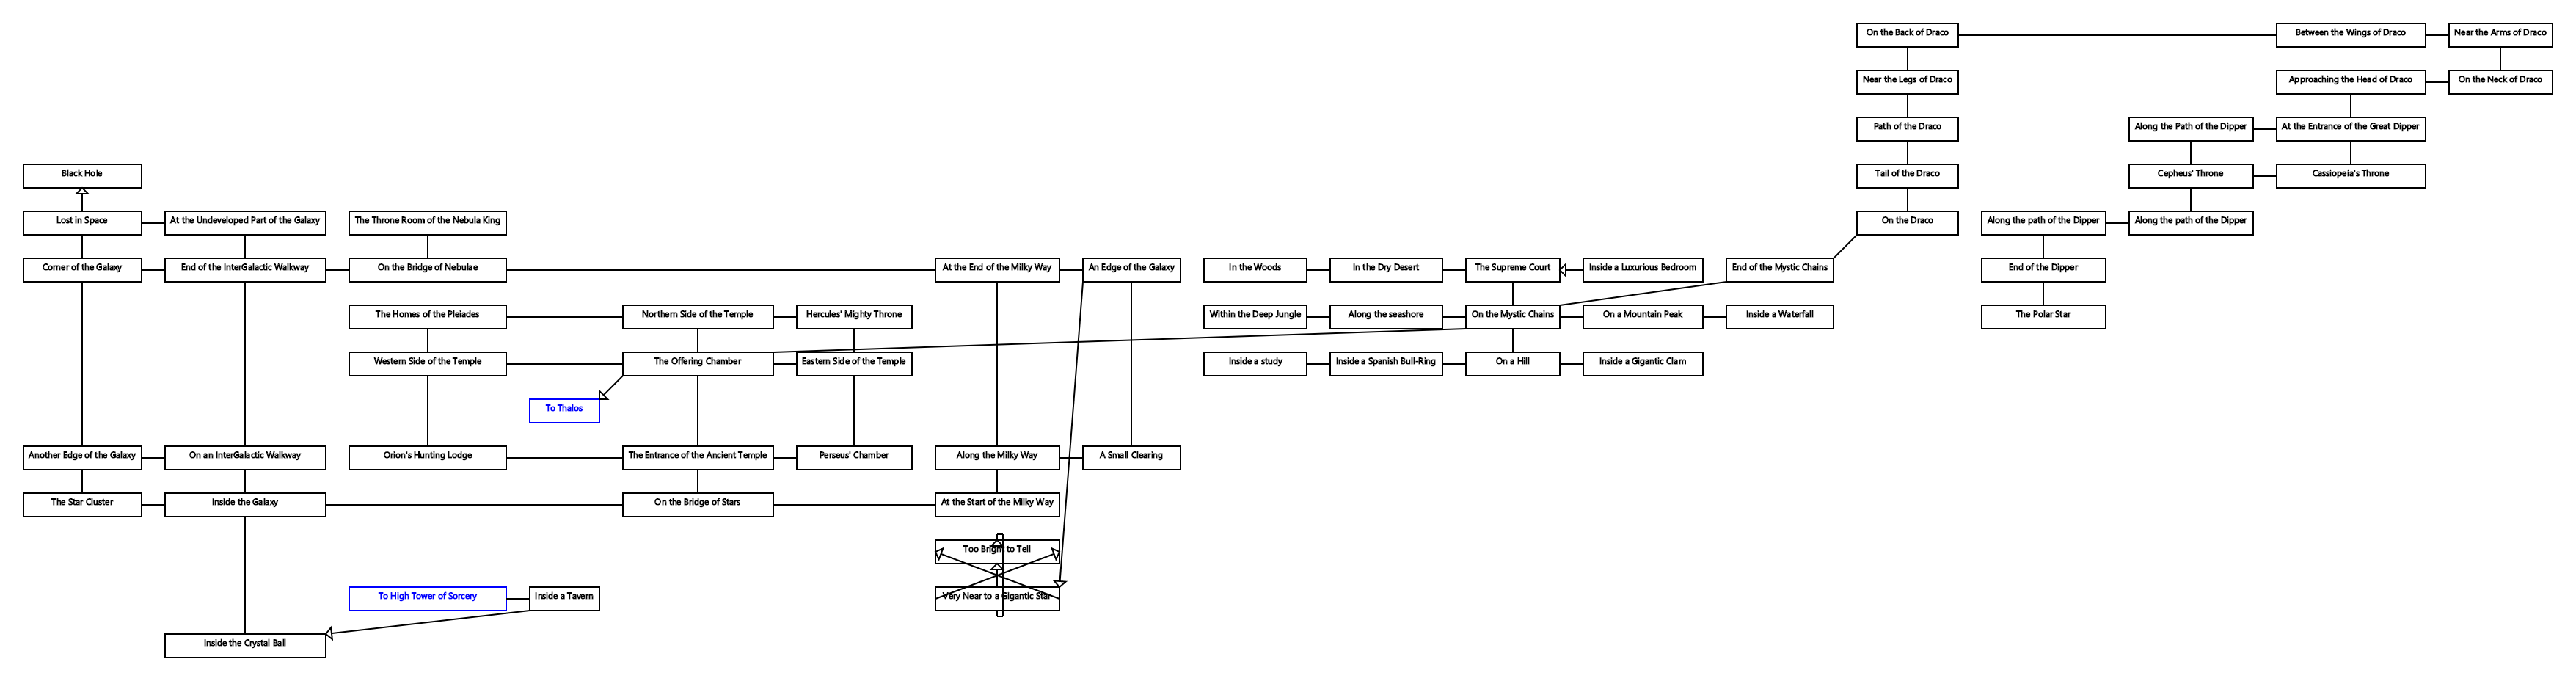 On the Back of Draco
Between the Wings of Draco
Near the Arms of Draco
Near the Legs of Draco
Approaching the Head of Draco
On the Neck of Draco
Path of the Draco
Along the Path of the Dipper
At the Entrance of the Great Dipper
Black Hole
Tail of the Draco
Cepheus' Throne
Cassiopeia's Throne
Lost in Space
At the Undeveloped Part of the Galaxy
The Throne Room of the Nebula King
On the Draco
Along the path of the Dipper
Along the path of the Dipper
Corner of the Galaxy
End of the InterGalactic Walkway
On the Bridge of Nebulae
At the End of the Milky Way
An Edge of the Galaxy
In the Woods
In the Dry Desert
The Supreme Court
Inside a Luxurious Bedroom
End of the Mystic Chains
End of the Dipper
The Homes of the Pleiades
Northern Side of the Temple
Hercules' Mighty Throne
Within the Deep Jungle
Along the seashore
On the Mystic Chains
On a Mountain Peak
Inside a Waterfall
The Polar Star
Western Side of the Temple
The Offering Chamber
Eastern Side of the Temple
Inside a study
Inside a Spanish Bull-Ring
On a Hill
Inside a Gigantic Clam
To Thalos
Another Edge of the Galaxy
On an InterGalactic Walkway
Orion's Hunting Lodge
The Entrance of the Ancient Temple
Perseus' Chamber
Along the Milky Way
A Small Clearing
The Star Cluster
Inside the Galaxy
On the Bridge of Stars
At the Start of the Milky Way
Too Bright to Tell
To High Tower of Sorcery
Inside a Tavern
Very Near to a Gigantic Star
Inside the Crystal Ball